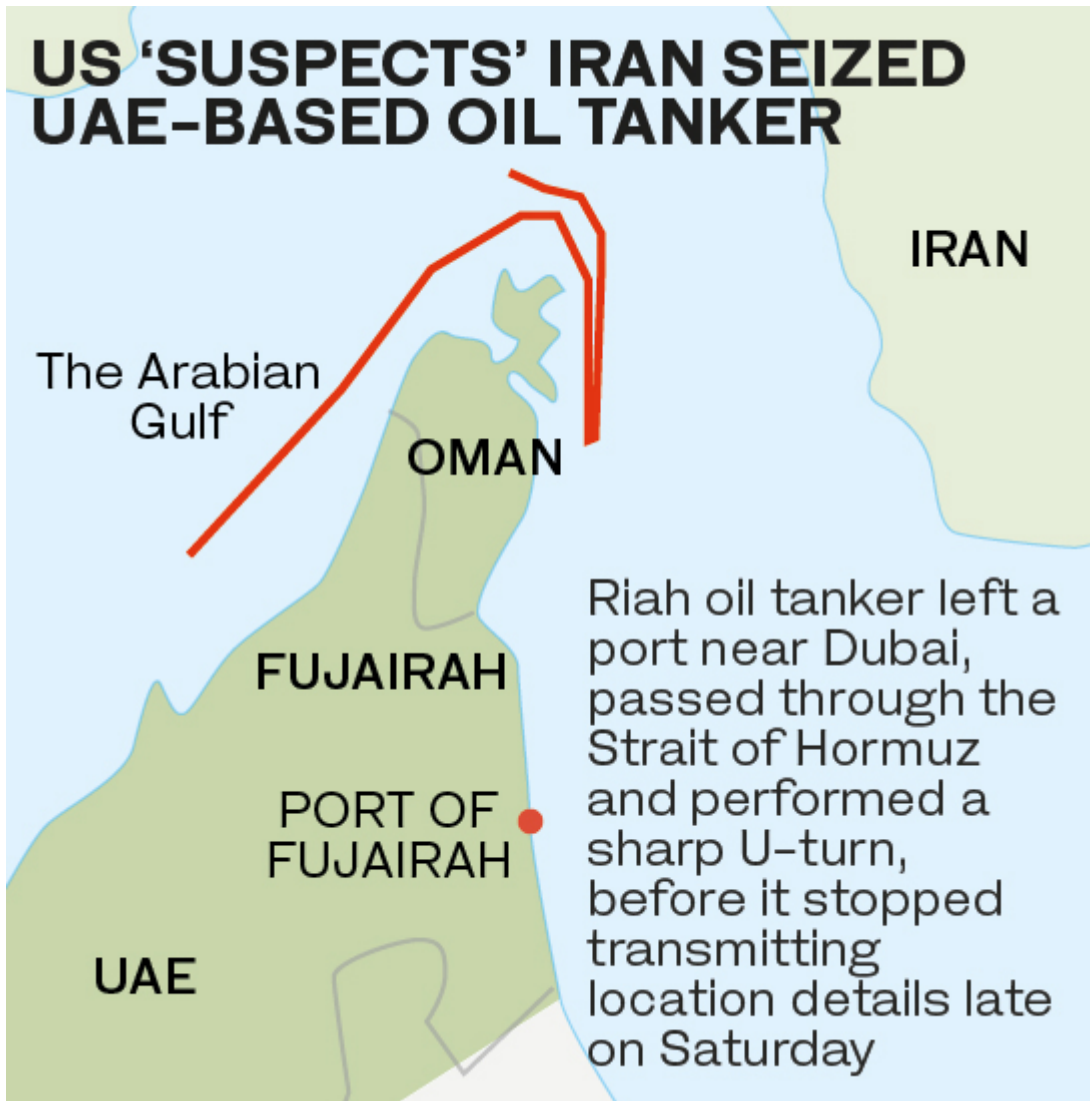 US ‘SUSPECTS’ IRAN SEIZED
UAE-BASED OIL TANKER
IRAN
The Arabian
Gulf
OMAN
FUJAIRAH
PORT OF
FUJAIRAH
UAE
Riah oil tanker left a
port near Dubai,
passed through the
Strait of Hormuz
and performed a
sharp U-turn,
before it stopped
transmitting
location details late
on Saturday